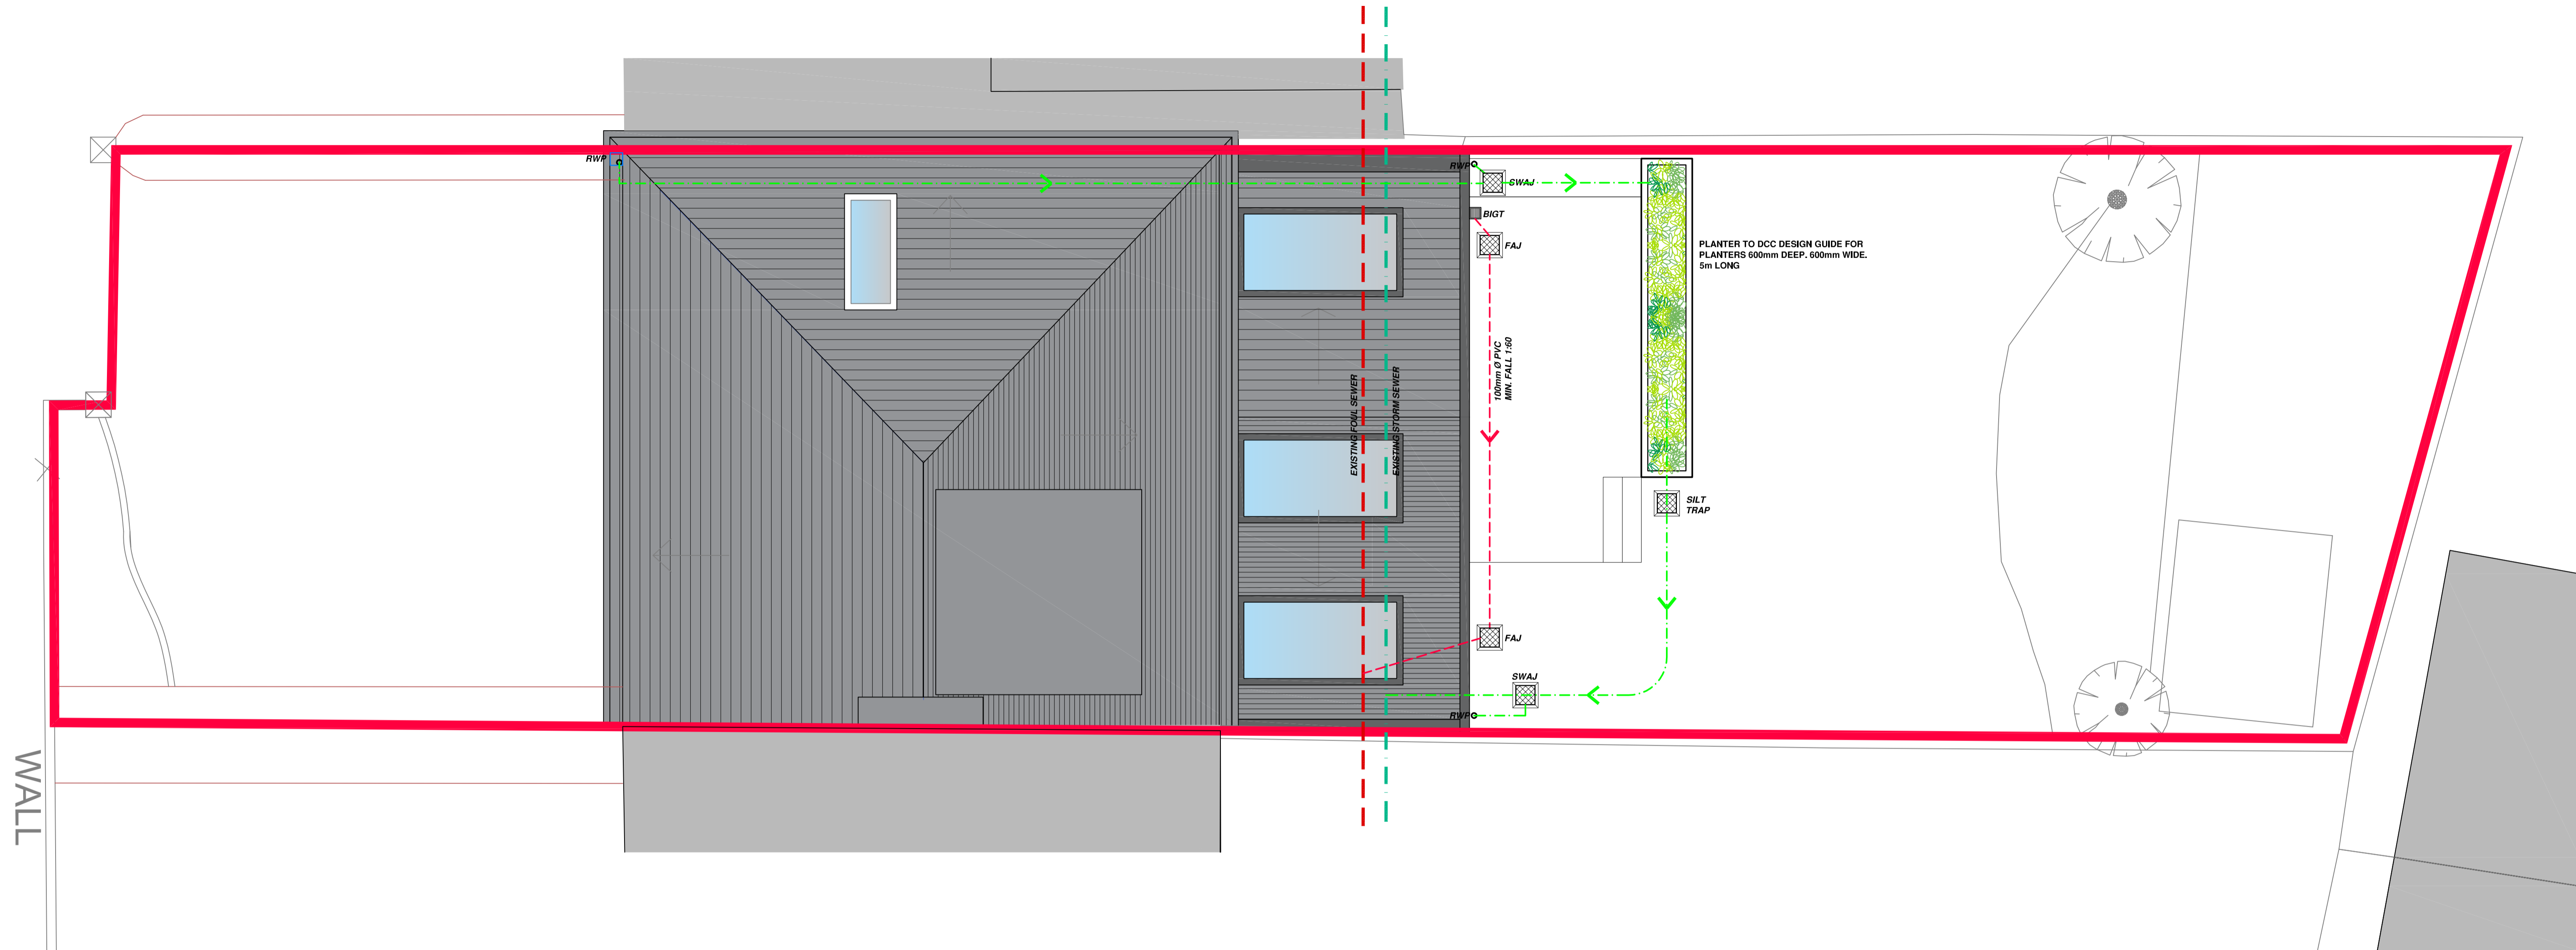 RWP
RWP
SWAJ
BIGT
FAJ
PLANTER TO DCC DESIGN GUIDE FOR
PLANTERS 600mm DEEP. 600mm WIDE.
5m LONG
EXISTING FOUL SEWER
EXISTING STORM SEWER
100mm Ø PVC
MIN. FALL 1:60
SILT
TRAP
FAJ
SWAJ
RWP
WALL